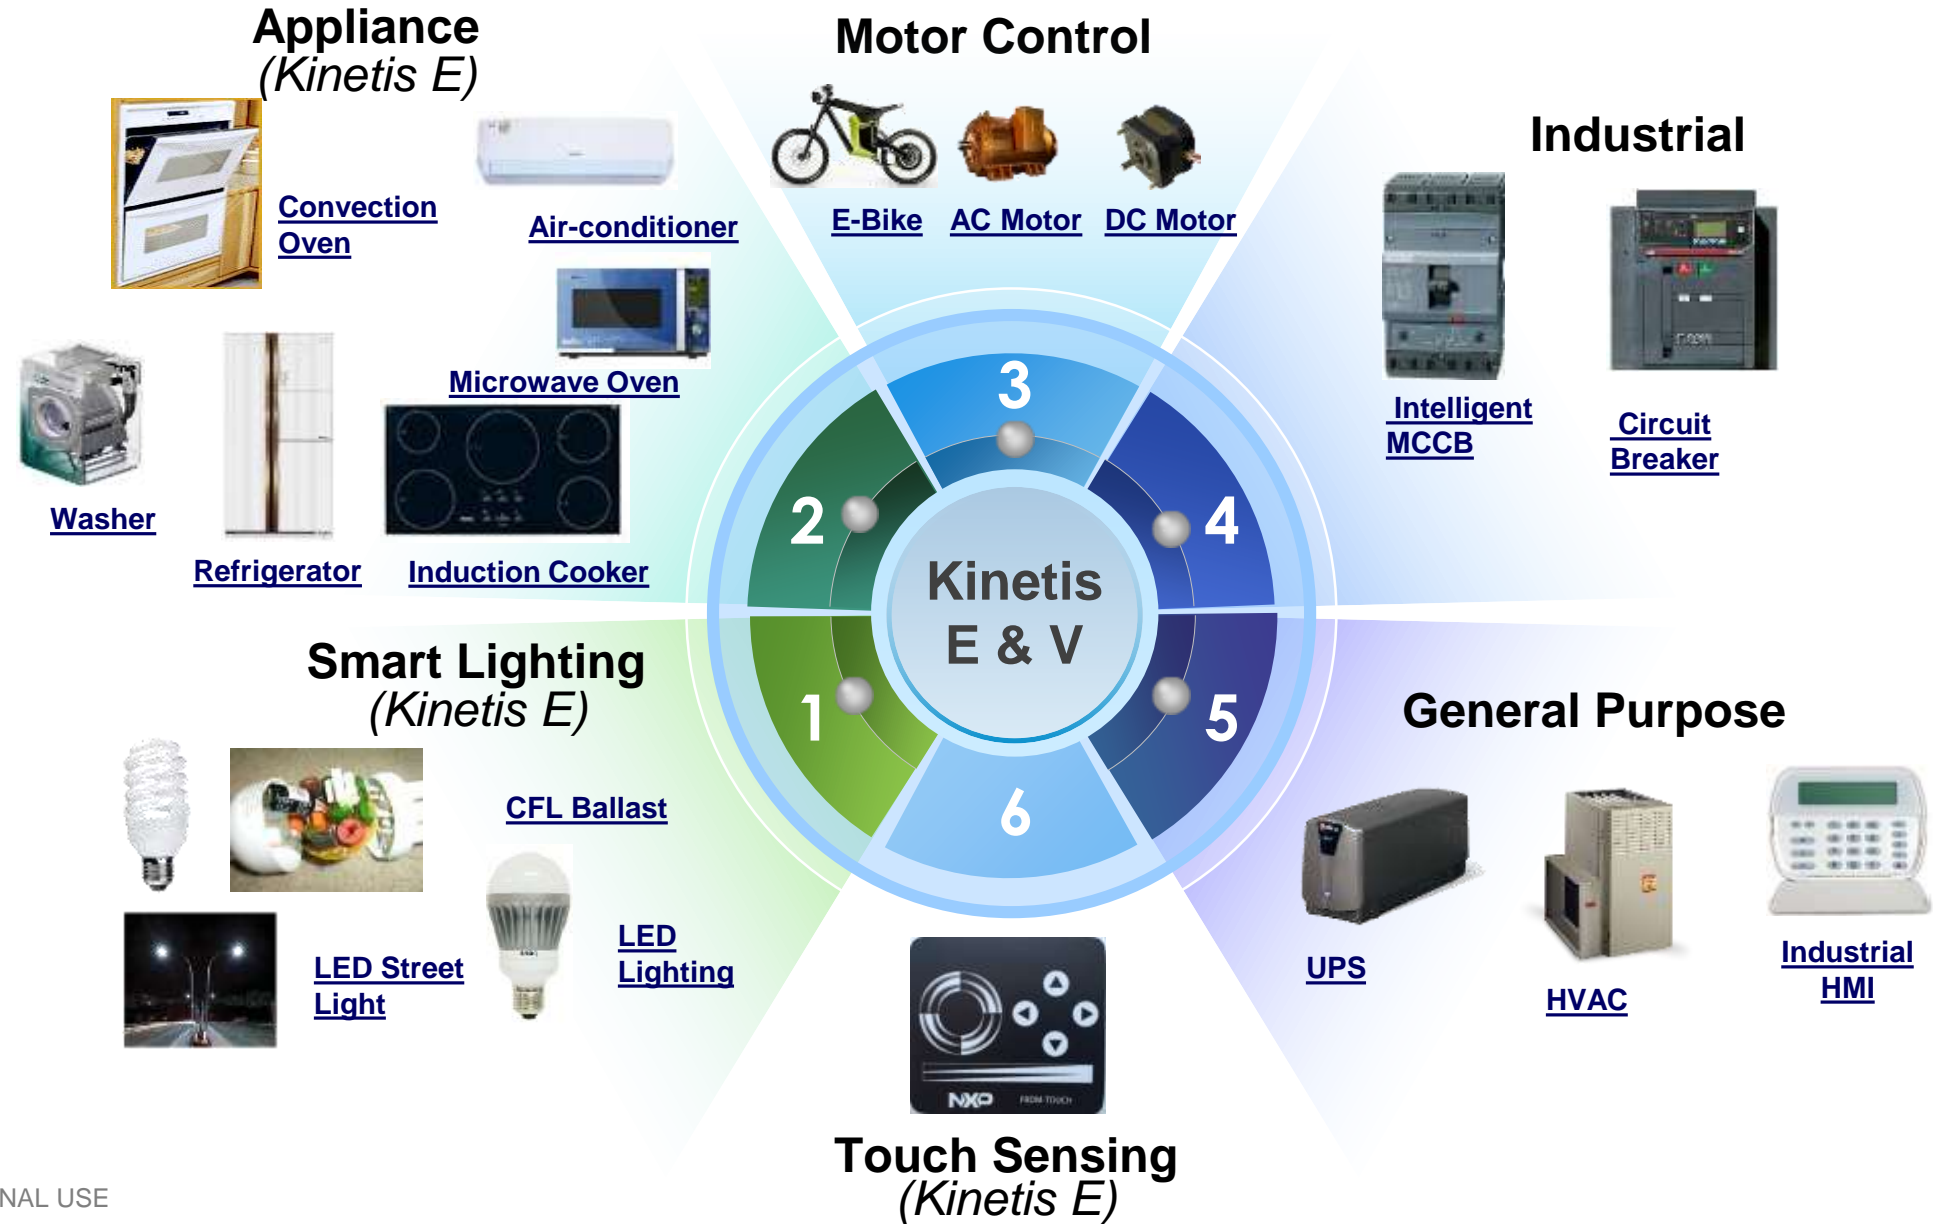 Appliance
(Kinetis E)
Convection
Oven
Air-conditioner
Microwave Oven
Washer
Refrigerator
Induction Cooker
Motor Control
E-Bike
AC Motor
DC Motor
Industrial
Intelligent
MCCB
Circuit
Breaker
3
2
4
1
5
6
Kinetis
E & V
Smart Lighting
(Kinetis E)
CFL Ballast
LED
Lighting
LED Street
Light
General Purpose
UPS
HVAC
Industrial
HMI
NXP
FRDM-TOUCH
Touch Sensing
(Kinetis E)
NAL USE